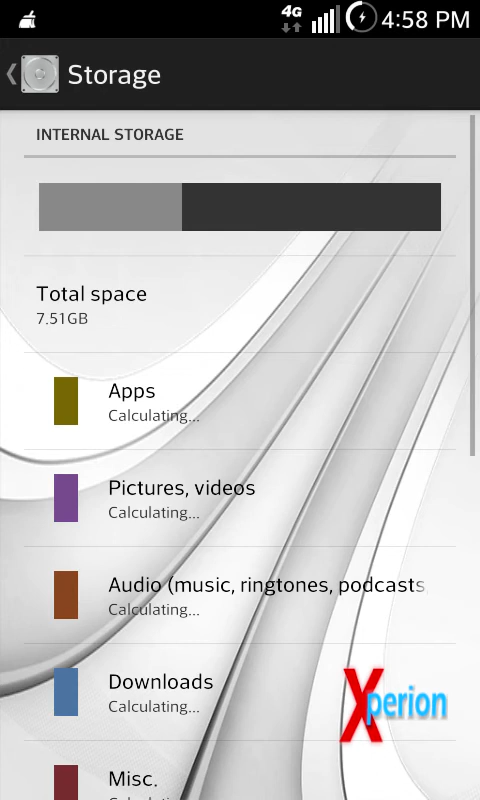 4G 4:58 PM
Storage
INTERNAL STORAGE
Total space
7.51GB
Apps
Calculating...
Pictures, videos
Calculating...
Audio (music, ringtones, podcasts
Calculating...
Downloads
Calculating...
Xperion
Misc.
Calculating...